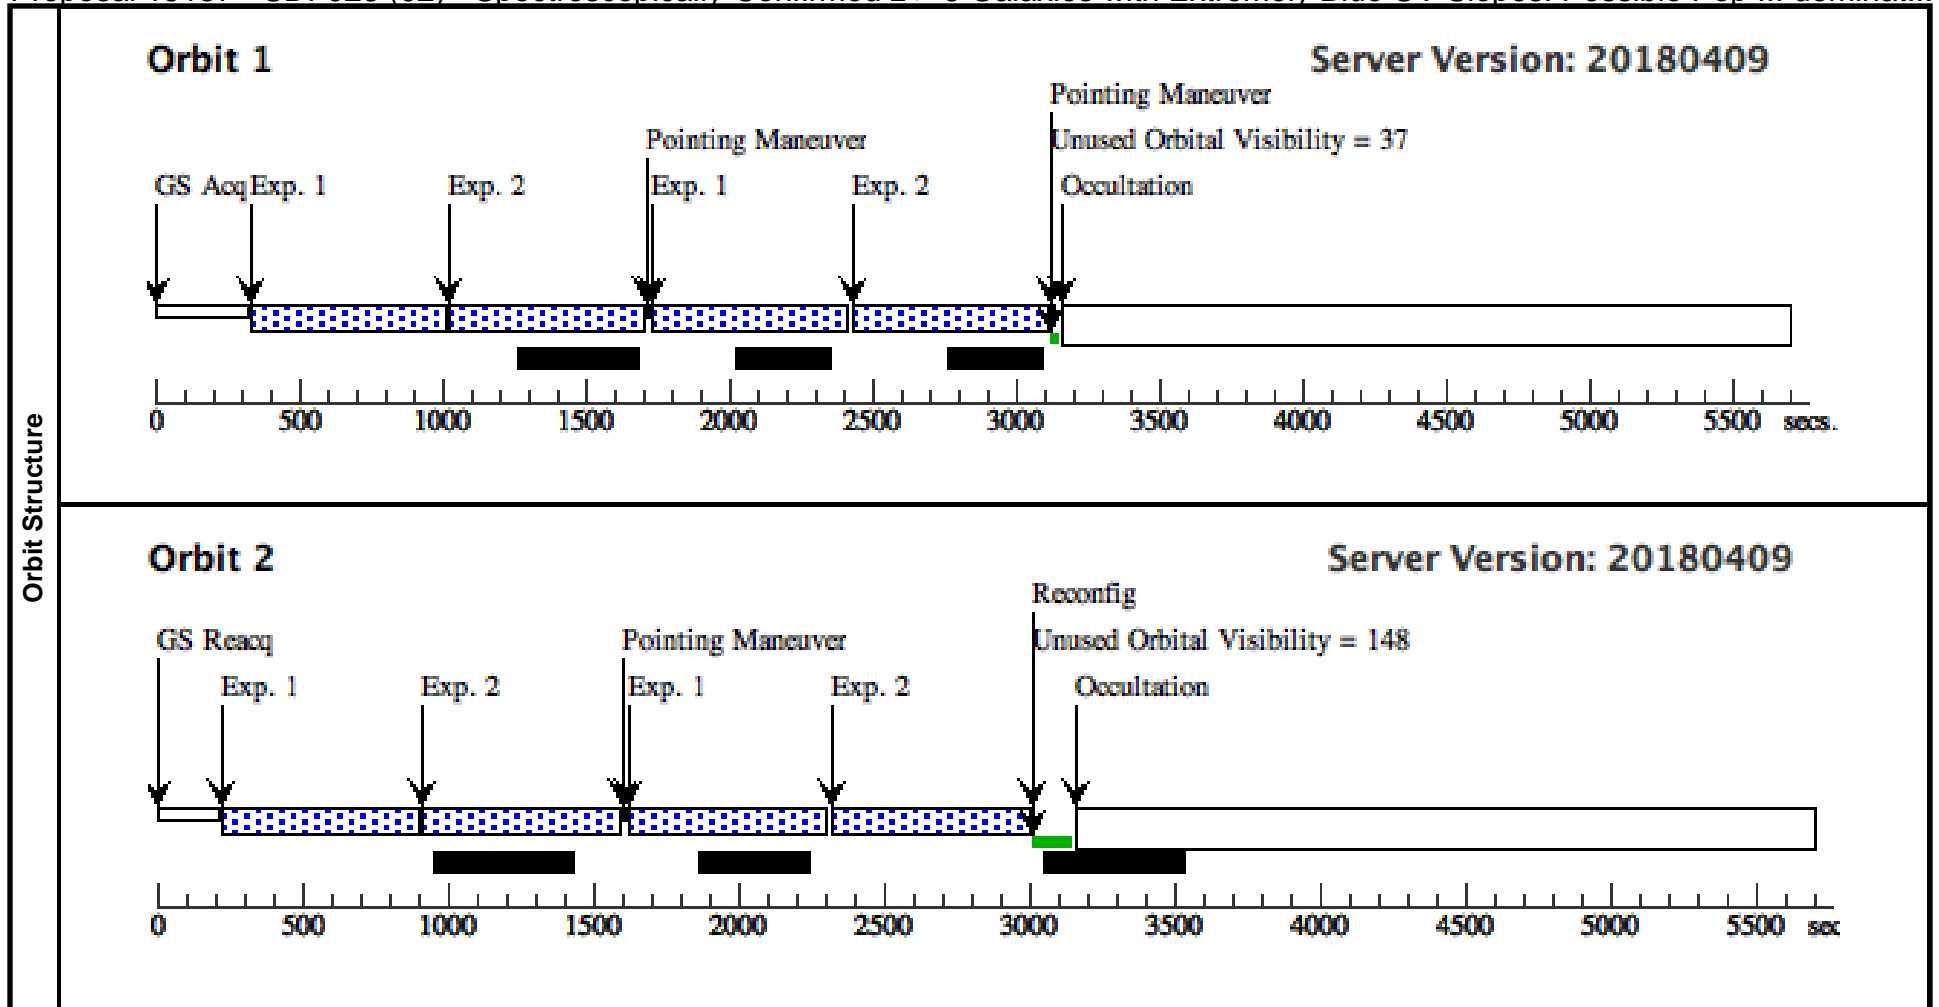 Orbit Structure
Orbit 1
Server Version: 20180409
Pointing Maneuver
Pointing Maneuver
Unused Orbital Visibility = 37
GS Acq Exp. 1 Exp. 2 Exp. 1 Exp. 2 Occultation
0 500 1000 1500 2000 2500 3000 3500 4000 4500 5000 5500 secs.
Orbit 2
Server Version: 20180409
Reconfig
GS Reacq Pointing Maneuver Unused Orbital Visibility = 148
Exp. 1 Exp. 2 Exp. 1 Exp. 2 Occultation
0 500 1000 1500 2000 2500 3000 3500 4000 4500 5000 5500 sec